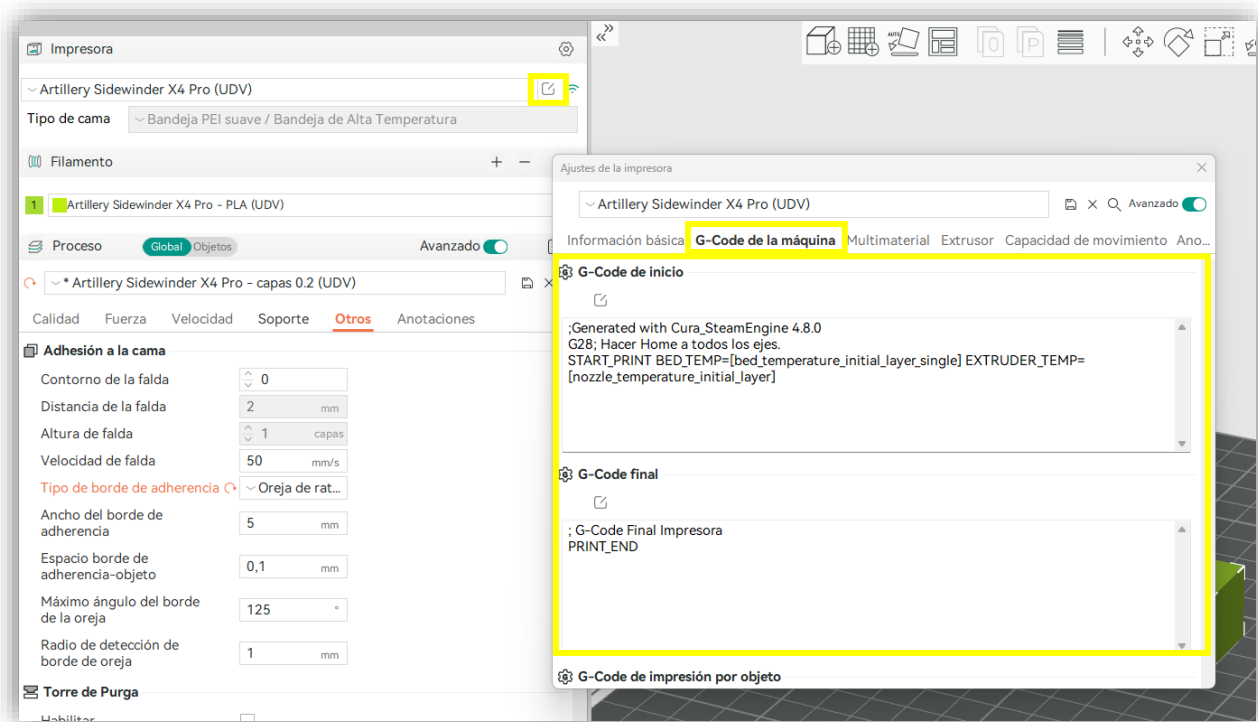 Impresora
Artillery Sidewinder X4 Pro (UDV)
Tipo de cama
Bandeja PEI suave / Bandeja de Alta Temperatura
Filamento
1 Artillery Sidewinder X4 Pro - PLA (UDV)
Proceso Global Objetos Avanzado
* Artillery Sidewinder X4 Pro - capas 0.2 (UDV)
Calidad Fuerza Velocidad Soporte Otros Anotaciones
Adhesión a la cama
Contorno de la falda 0
Distancia de la falda 2 mm
Altura de falda 1 capas
Velocidad de falda 50 mm/s
Tipo de borde de adherencia Oreja de rat...
Ancho del borde de
adherencia 5 mm
Espacio borde de
adherencia-objeto 0,1 mm
Máximo ángulo del borde
de la oreja 125 °
Radio de detección de
borde de oreja 1 mm
Torre de Purga
Habilitar
AUTO
Ajustes de la impresora
Artillery Sidewinder X4 Pro (UDV) Avanzado
Información básica G-Code de la máquina Multimaterial Extrusor Capacidad de movimiento Ano...
G-Code de inicio
;Generated with Cura_SteamEngine 4.8.0
G28; Hacer Home a todos los ejes.
START_PRINT BED_TEMP=[bed_temperature_initial_layer_single] EXTRUDER_TEMP=
[nozzle_temperature_initial_layer]
G-Code final
; G-Code Final Impresora
PRINT_END
G-Code de impresión por objeto